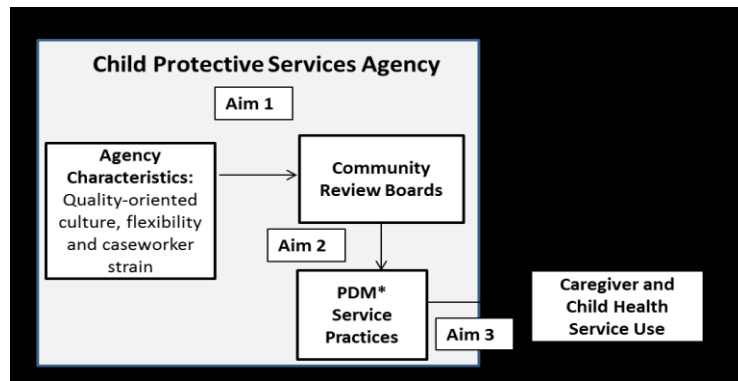 Child Protective Services Agency
Aim 1
Agency
Characteristics:
Quality-oriented
culture, flexibility
and caseworker
strain
Community
Review Boards
Aim 2
PDM*
Service
Practices
Aim 3
Caregiver and
Child Health
Service Use